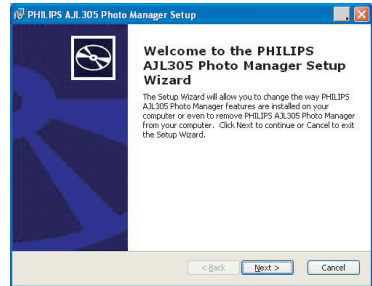 PHILIPS AJL305 Photo Manager Setup
Welcome to the PHILIPS
AJL305 Photo Manager Setup
Wizard
The Setup Wizard will allow you to change the way PHILIPS
AJL305 Photo Manager features are installed on your
computer or even to remove PHILIPS AJL305 Photo Manager
from your computer. Click Next to continue or Cancel to exit
the Setup Wizard.
< Back Next > Cancel